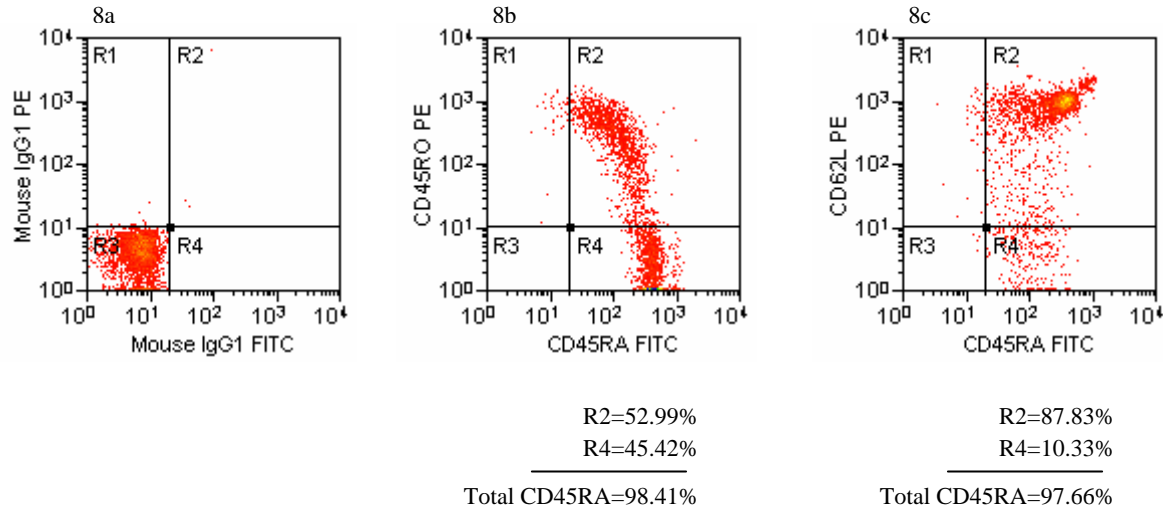 8a
8b
8c
10⁴
10³
10²
10¹
10⁰
Mouse IgG1 PE
R1
R2
R3
R4
10⁰ 10¹ 10² 10³ 10⁴
Mouse IgG1 FITC
10⁴
10³
10²
10¹
10⁰
CD45RO PE
R1
R2
R3
R4
10⁰ 10¹ 10² 10³ 10⁴
CD45RA FITC
10⁴
10³
10²
10¹
10⁰
CD62L PE
R1
R2
R3
R4
10⁰ 10¹ 10² 10³ 10⁴
CD45RA FITC
R2=52.99%
R4=45.42%
Total CD45RA=98.41%
R2=87.83%
R4=10.33%
Total CD45RA=97.66%